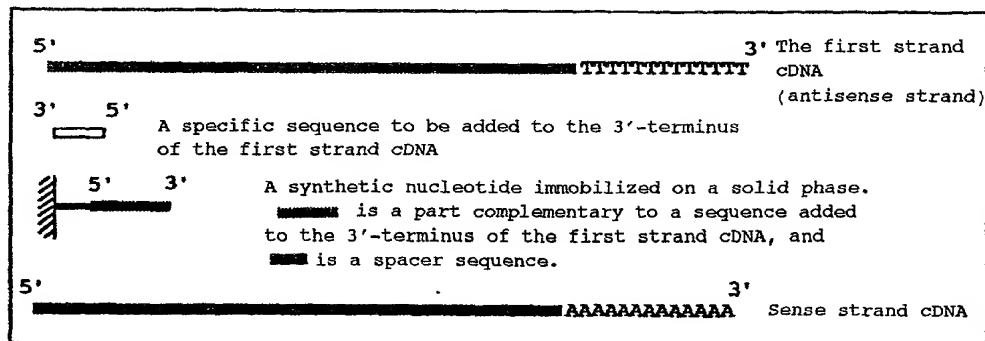 5' 3' The first strand
cDNA
TTTTTTTTTTTTT
(antisense strand)
3' 5' A specific sequence to be added to the 3'-terminus
of the first strand cDNA
5' 3' A synthetic nucleotide immobilized on a solid phase.
is a part complementary to a sequence added
to the 3'-terminus of the first strand cDNA, and
is a spacer sequence.
5' 3'
AAAAAAAAAAAAA Sense strand cDNA